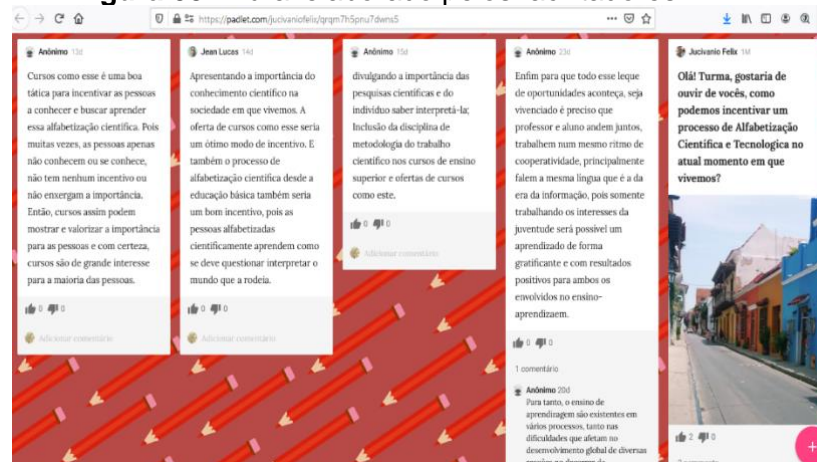 https://padlet.com/jucivaniofelis/qrqm7h5pnu7dwns5
Anônimo 13d
Cursos como esse é uma boa
tática para incentivar as pessoas
a conhecer e buscar aprender
essa alfabetização científica. Pois
muitas vezes, as pessoas apenas
não conhecem ou se conhece,
não tem nenhum incentivo ou
não enxergam a importância.
Então, cursos assim podem
mostrar e valorizar a importância
para as pessoas e com certeza,
cursos são de grande interesse
para a maioria das pessoas.
0 0
Adicionar comentário
Jean Lucas 14d
Apresentando a importância do
conhecimento científico na
sociedade em que vivemos. A
oferta de cursos como esse seria
um ótimo modo de incentivo. E
também o processo de
alfabetização científica desde a
educação básica também seria
um bom incentivo, pois as
pessoas alfabetizadas
cientificamente aprendem como
se deve questionar interpretar o
mundo que a rodeia.
0 0
Adicionar comentário
Anônimo 15d
divulgando a importância das
pesquisas científicas e do
indivíduo saber interpretá-la;
Inclusão da disciplina de
metodologia do trabalho
científico nos cursos de ensino
superior e ofertas de cursos
como este.
0 0
Adicionar comentário
Anônimo 23d
Enfim para que todo esse leque
de oportunidades aconteça, seja
vivenciado é preciso que
professor e aluno andem juntos,
trabalhem num mesmo ritmo de
cooperatividade, principalmente
falem a mesma língua que é a da
era da informação, pois somente
trabalhando os interesses da
juventude será possível um
aprendizado de forma
gratificante e com resultados
positivos para ambos os
envolvidos no ensino-
aprendizaem.
0 0
1 comentário
Anônimo 20d
Para tanto, o ensino de
aprendizagem são existentes em
vários processos, tanto nas
dificuldades que afetam no
desenvolvimento global de diversas
Jucivanio Felix 1M
Olá! Turma, gostaria de
ouvir de vocês, como
podemos incentivar um
processo de Alfabetização
Científica e Tecnologica no
atual momento em que
vivemos?
2 0